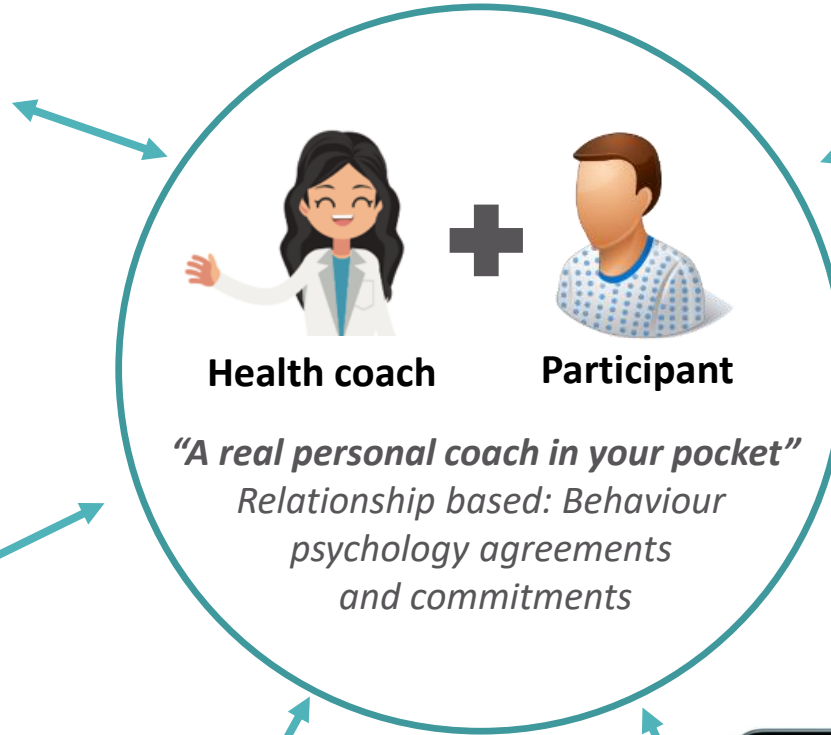 Health coach
Participant
“A real personal coach in your pocket”
Relationship based: Behaviour
psychology agreements
and commitments